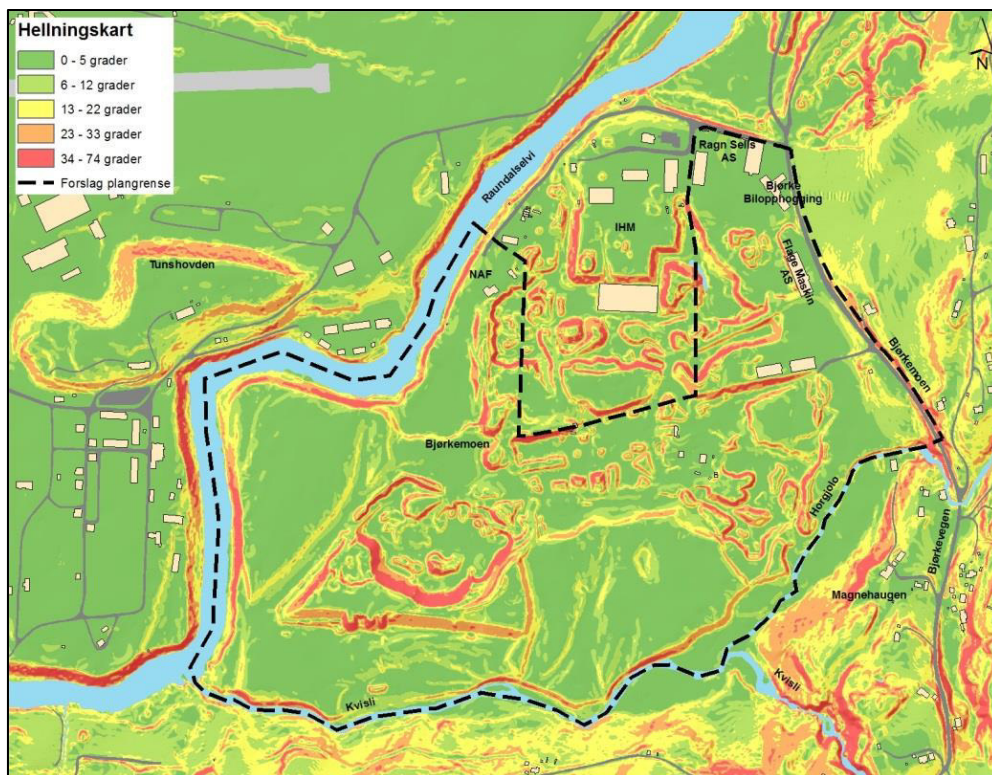 Hellningskart
0 - 5 grader
6 - 12 grader
13 - 22 grader
23 - 33 grader
34 - 74 grader
Forslag plangrense
N
Raundalselvi
Ragn Sells
AS
Bjørke
Bilopphogging
IHM
Tunshovden
NAF
Flage Maskin
AS
Bjørkemoen
Bjørkemoen
Horgjolo
Bjørkevegen
Magnehaugen
Kvisli
Kvisli